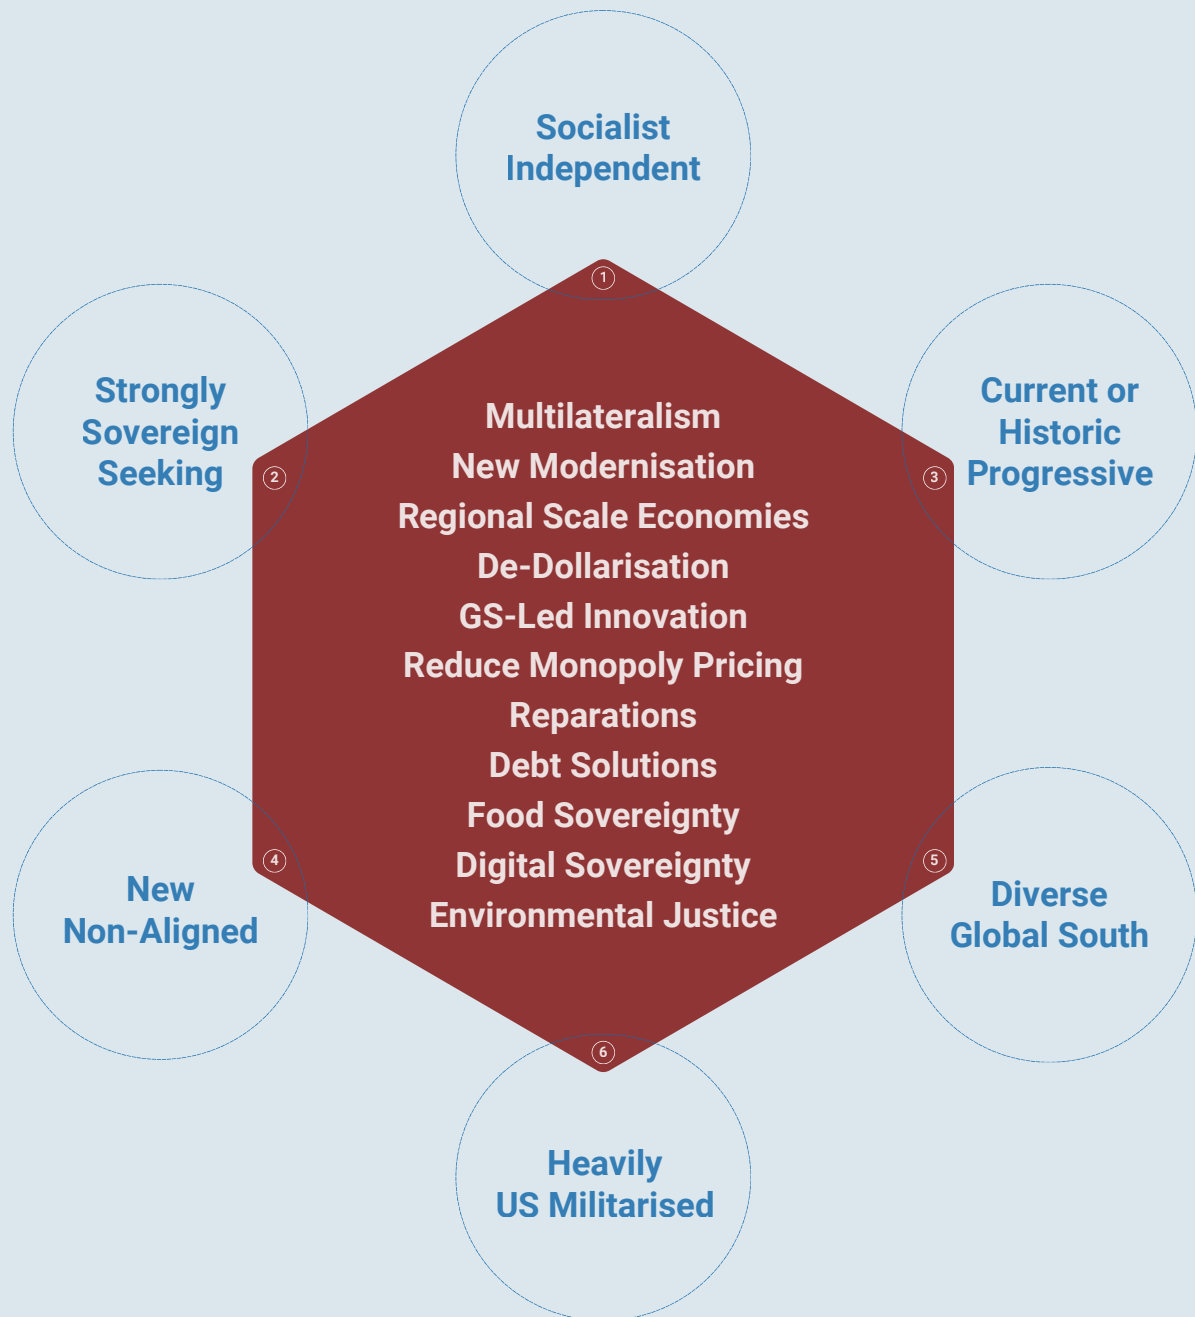 Socialist
Independent
1
Strongly
Sovereign
Seeking
2
Current or
Historic
Progressive
3
Multilateralism
New Modernisation
Regional Scale Economies
De-Dollarisation
GS-Led Innovation
Reduce Monopoly Pricing
Reparations
Debt Solutions
Food Sovereignty
Digital Sovereignty
Environmental Justice
New
Non-Aligned
4
Diverse
Global South
5
6
Heavily
US Militarised